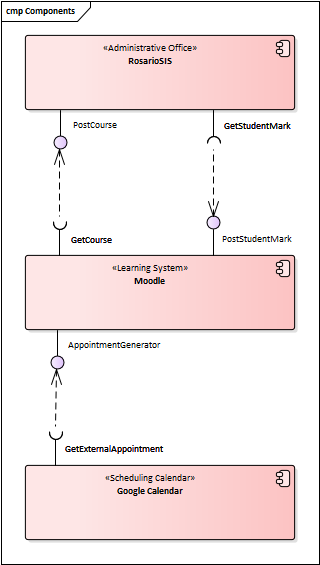 cmp Components
«Administrative Office»
RosarioSIS
PostCourse
GetStudentMark
GetCourse
PostStudentMark
«Learning System»
Moodle
AppointmentGenerator
GetExternalAppointment
«Scheduling Calendar»
Google Calendar